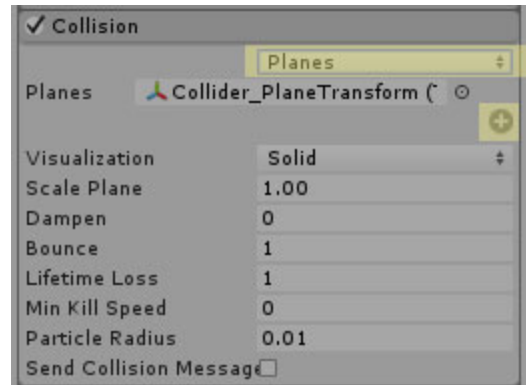 Collision
Planes
Planes Collider_PlaneTransform (
Visualization Solid
Scale Plane 1.00
Dampen 0
Bounce 1
Lifetime Loss 1
Min Kill Speed 0
Particle Radius 0.01
Send Collision Message